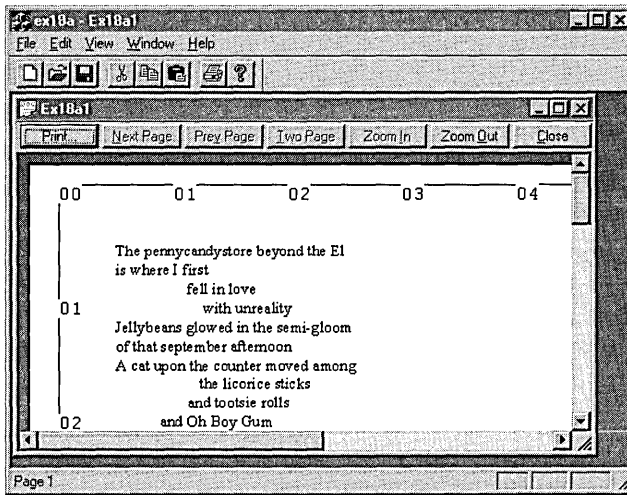 ex18a - Ex18a1
File Edit View Window Help
Ex18a1
Print... Next Page Prev Page Two Page Zoom In Zoom Out Close
00 01 02 03 04
The pennycandystore beyond the El
is where I first
fell in love
01 with unreality
Jellybeans glowed in the semi-gloom
of that september afternoon
A cat upon the counter moved among
the licorice sticks
and tootsie rolls
02 and Oh Boy Gum
Page 1